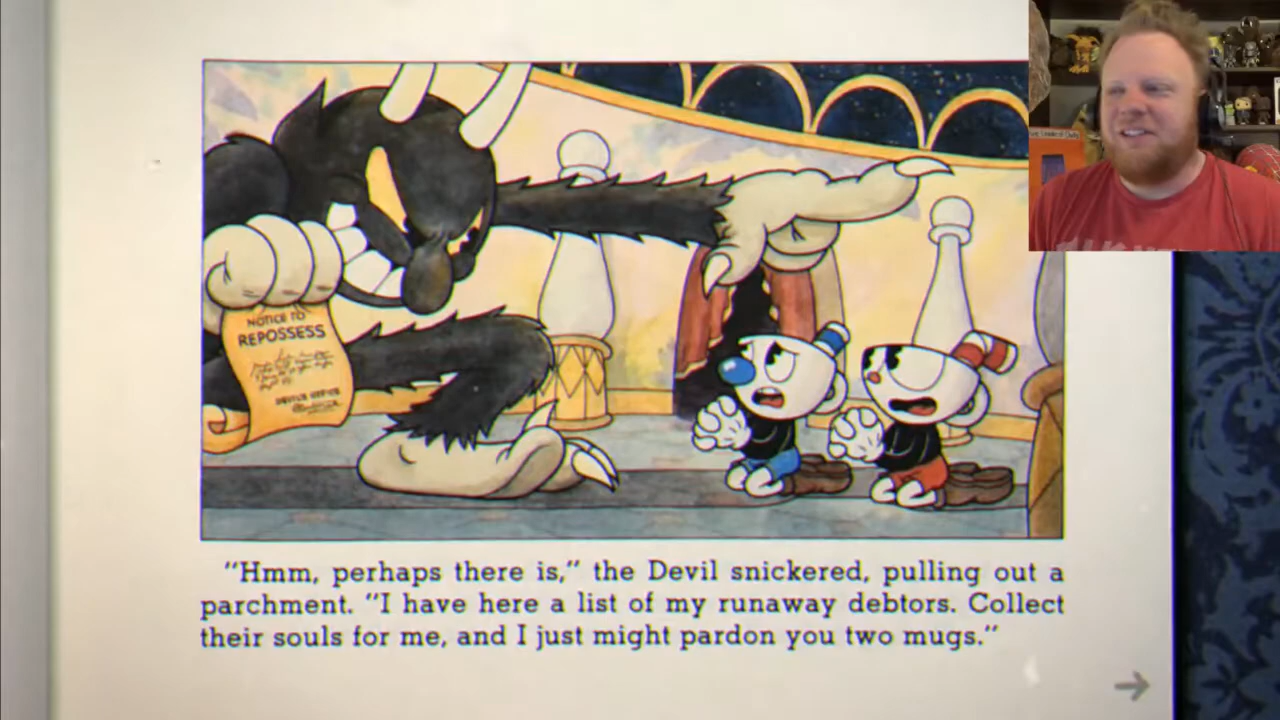 NOTICE TO
REPOSSESS
“Hmm, perhaps there is,” the Devil snickered, pulling out a
parchment. “I have here a list of my runaway debtors. Collect
their souls for me, and I just might pardon you two mugs.”